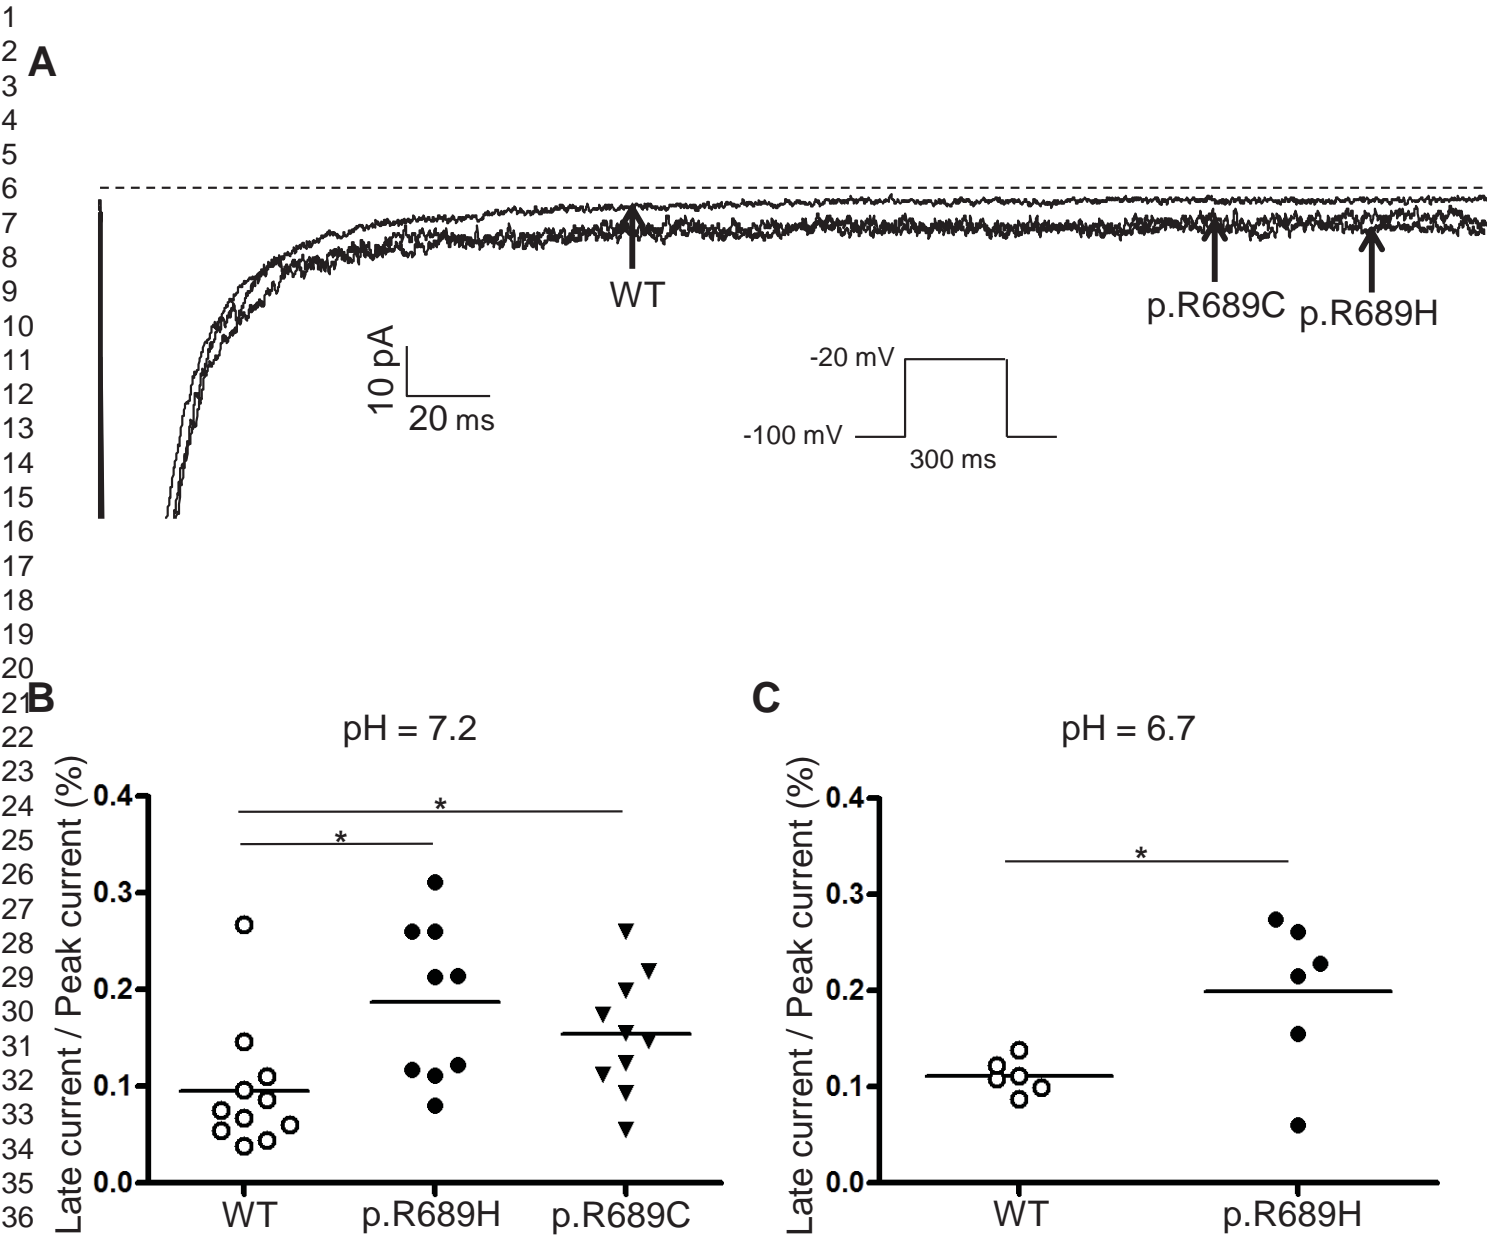 1
2
A
3
4
5
6
7
8
9
10
11
12
13
14
15
16
17
18
19
20
21
22
23
24
25
26
27
28
29
30
31
32
33
34
35
36
WT
p.R689C
p.R689H
10 pA
20 ms
-20 mV
-100 mV
300 ms
B
pH = 7.2
Late current / Peak current (%)
0.4
0.3
0.2
0.1
0.0
*
*
WT
p.R689H
p.R689C
C
pH = 6.7
Late current / Peak current (%)
0.4
0.3
0.2
0.1
0.0
*
WT
p.R689H